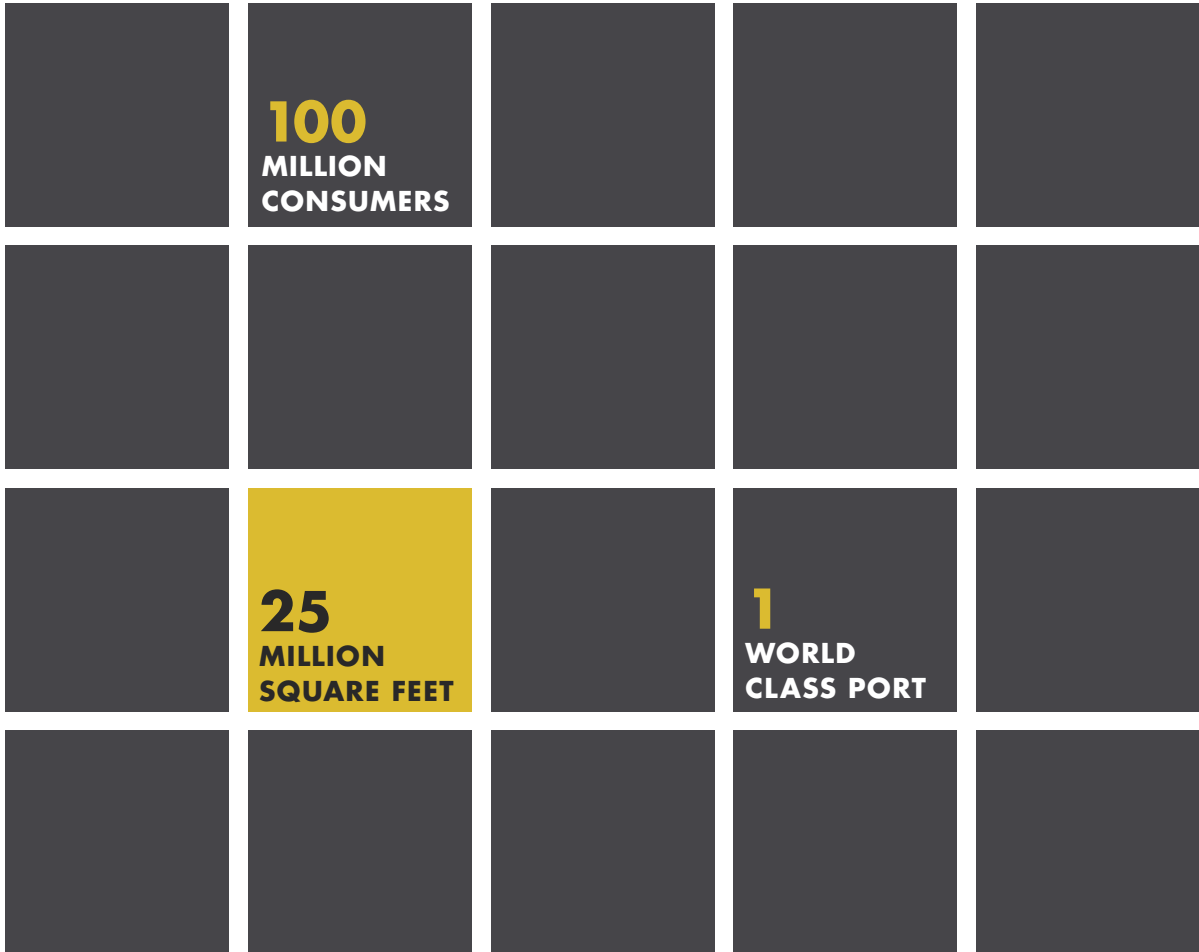 100
MILLION
CONSUMERS
25
MILLION
SQUARE FEET
1
WORLD
CLASS PORT